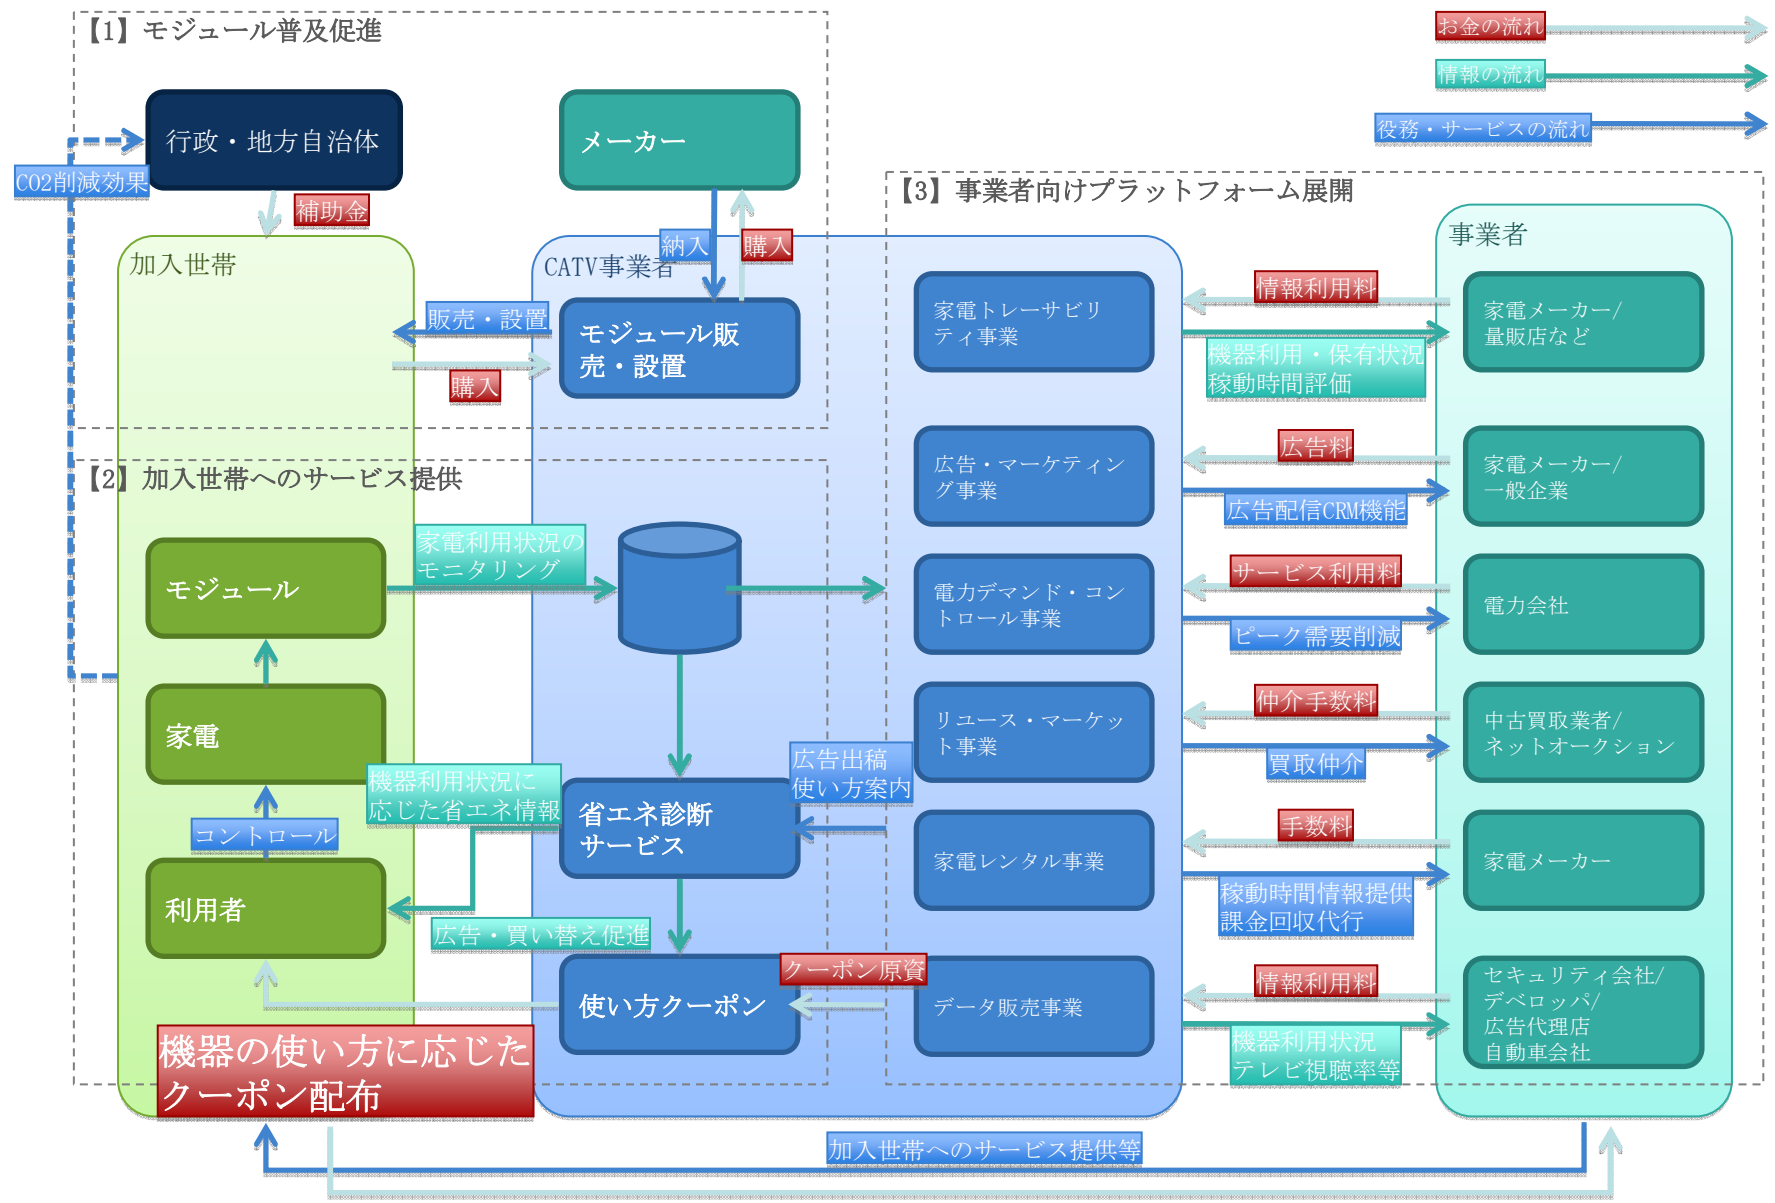 【1】モジュール普及促進
お金の流れ
情報の流れ
役務・サービスの流れ
行政・地方自治体
メーカー
CO2削減効果
補助金
【3】事業者向けプラットフォーム展開
加入世帯
CATV事業者
納入
購入
事業者
販売・設置
購入
モジュール販
売・設置
家電トレーサビリ
ティ事業
情報利用料
機器利用・保有状況
稼動時間評価
家電メーカー/
量販店など
【2】加入世帯へのサービス提供
広告・マーケティン
グ事業
広告料
広告配信CRM機能
家電メーカー/
一般企業
モジュール
家電利用状況の
モニタリング
電力デマンド・コン
トロール事業
サービス利用料
ピーク需要削減
電力会社
家電
リユース・マーケッ
ト事業
仲介手数料
買取仲介
中古買取業者/
ネットオークション
機器利用状況に
応じた省エネ情報
広告出稿
使い方案内
コントロール
省エネ診断
サービス
利用者
家電レンタル事業
手数料
稼動時間情報提供
課金回収代行
家電メーカー
広告・買い替え促進
クーポン原資
使い方クーポン
データ販売事業
情報利用料
機器利用状況
テレビ視聴率等
セキュリティ会社/
デベロッパ/
広告代理店
自動車会社
機器の使い方に応じた
クーポン配布
加入世帯へのサービス提供等